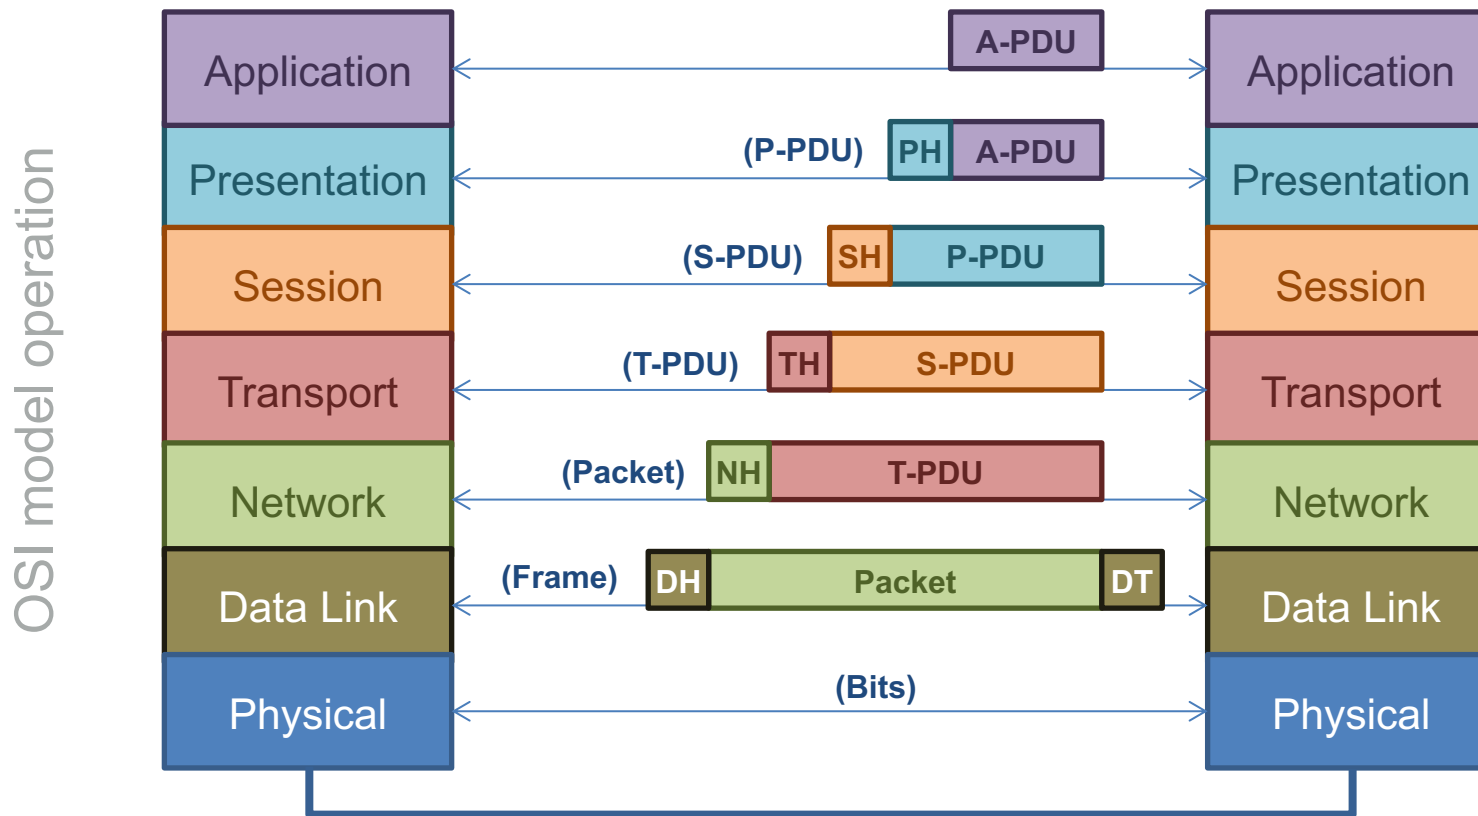 OSI model operation
Application
A-PDU
Application
Presentation
(P-PDU)
PH
A-PDU
Presentation
Session
(S-PDU)
SH
P-PDU
Session
Transport
(T-PDU)
TH
S-PDU
Transport
Network
(Packet)
NH
T-PDU
Network
Data Link
(Frame)
DH
Packet
DT
Data Link
Physical
(Bits)
Physical